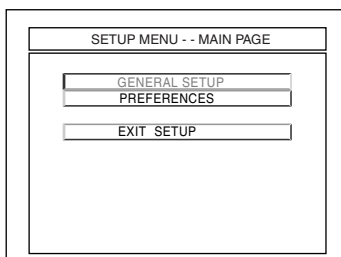 SETUP MENU - - MAIN PAGE
GENERAL SETUP
PREFERENCES
EXIT SETUP